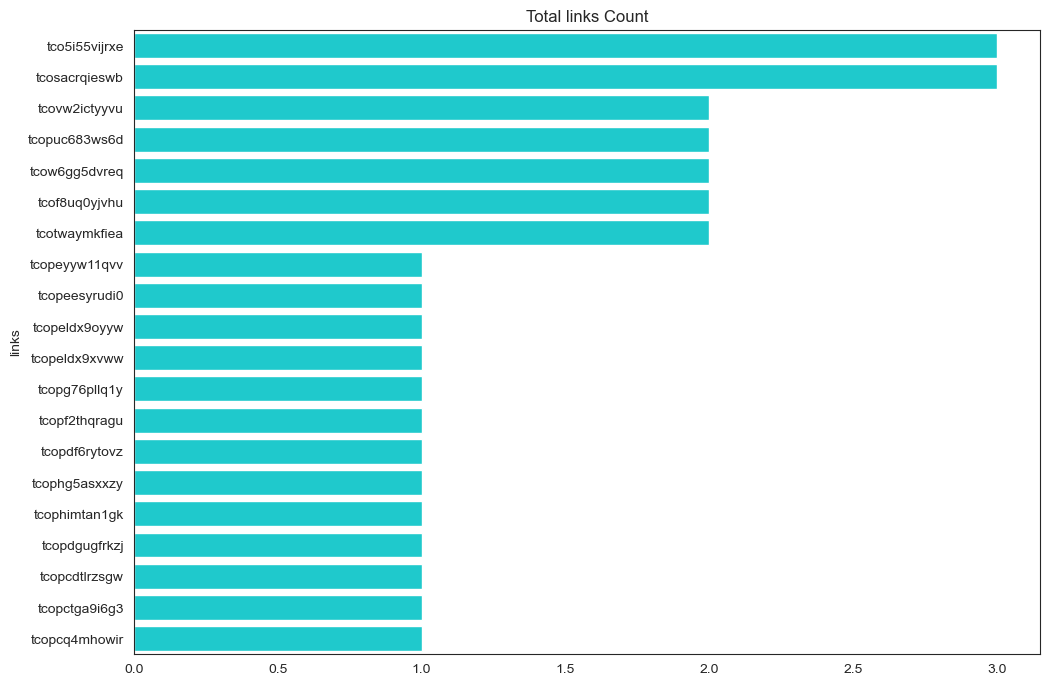 Total links Count
tco5i55vijrxe
tcosacrqieswb
tcovw2ictyyvu
tcopuc683ws6d
tcow6gg5dvreq
tcof8uq0yjvhu
tcotwaymkfiea
tcopeyyw11qvv
tcopeesyrudi0
tcopeldx9oyyw
tcopeldx9xvww
tcopg76pllq1y
tcopf2thqragu
tcopdf6rytovz
tcophg5asxxzy
tcophimtan1gk
tcopdgugfrkzj
tcopcdtlrzsgw
tcopctga9i6g3
tcopcq4mhowir
links
0.0 0.5 1.0 1.5 2.0 2.5 3.0